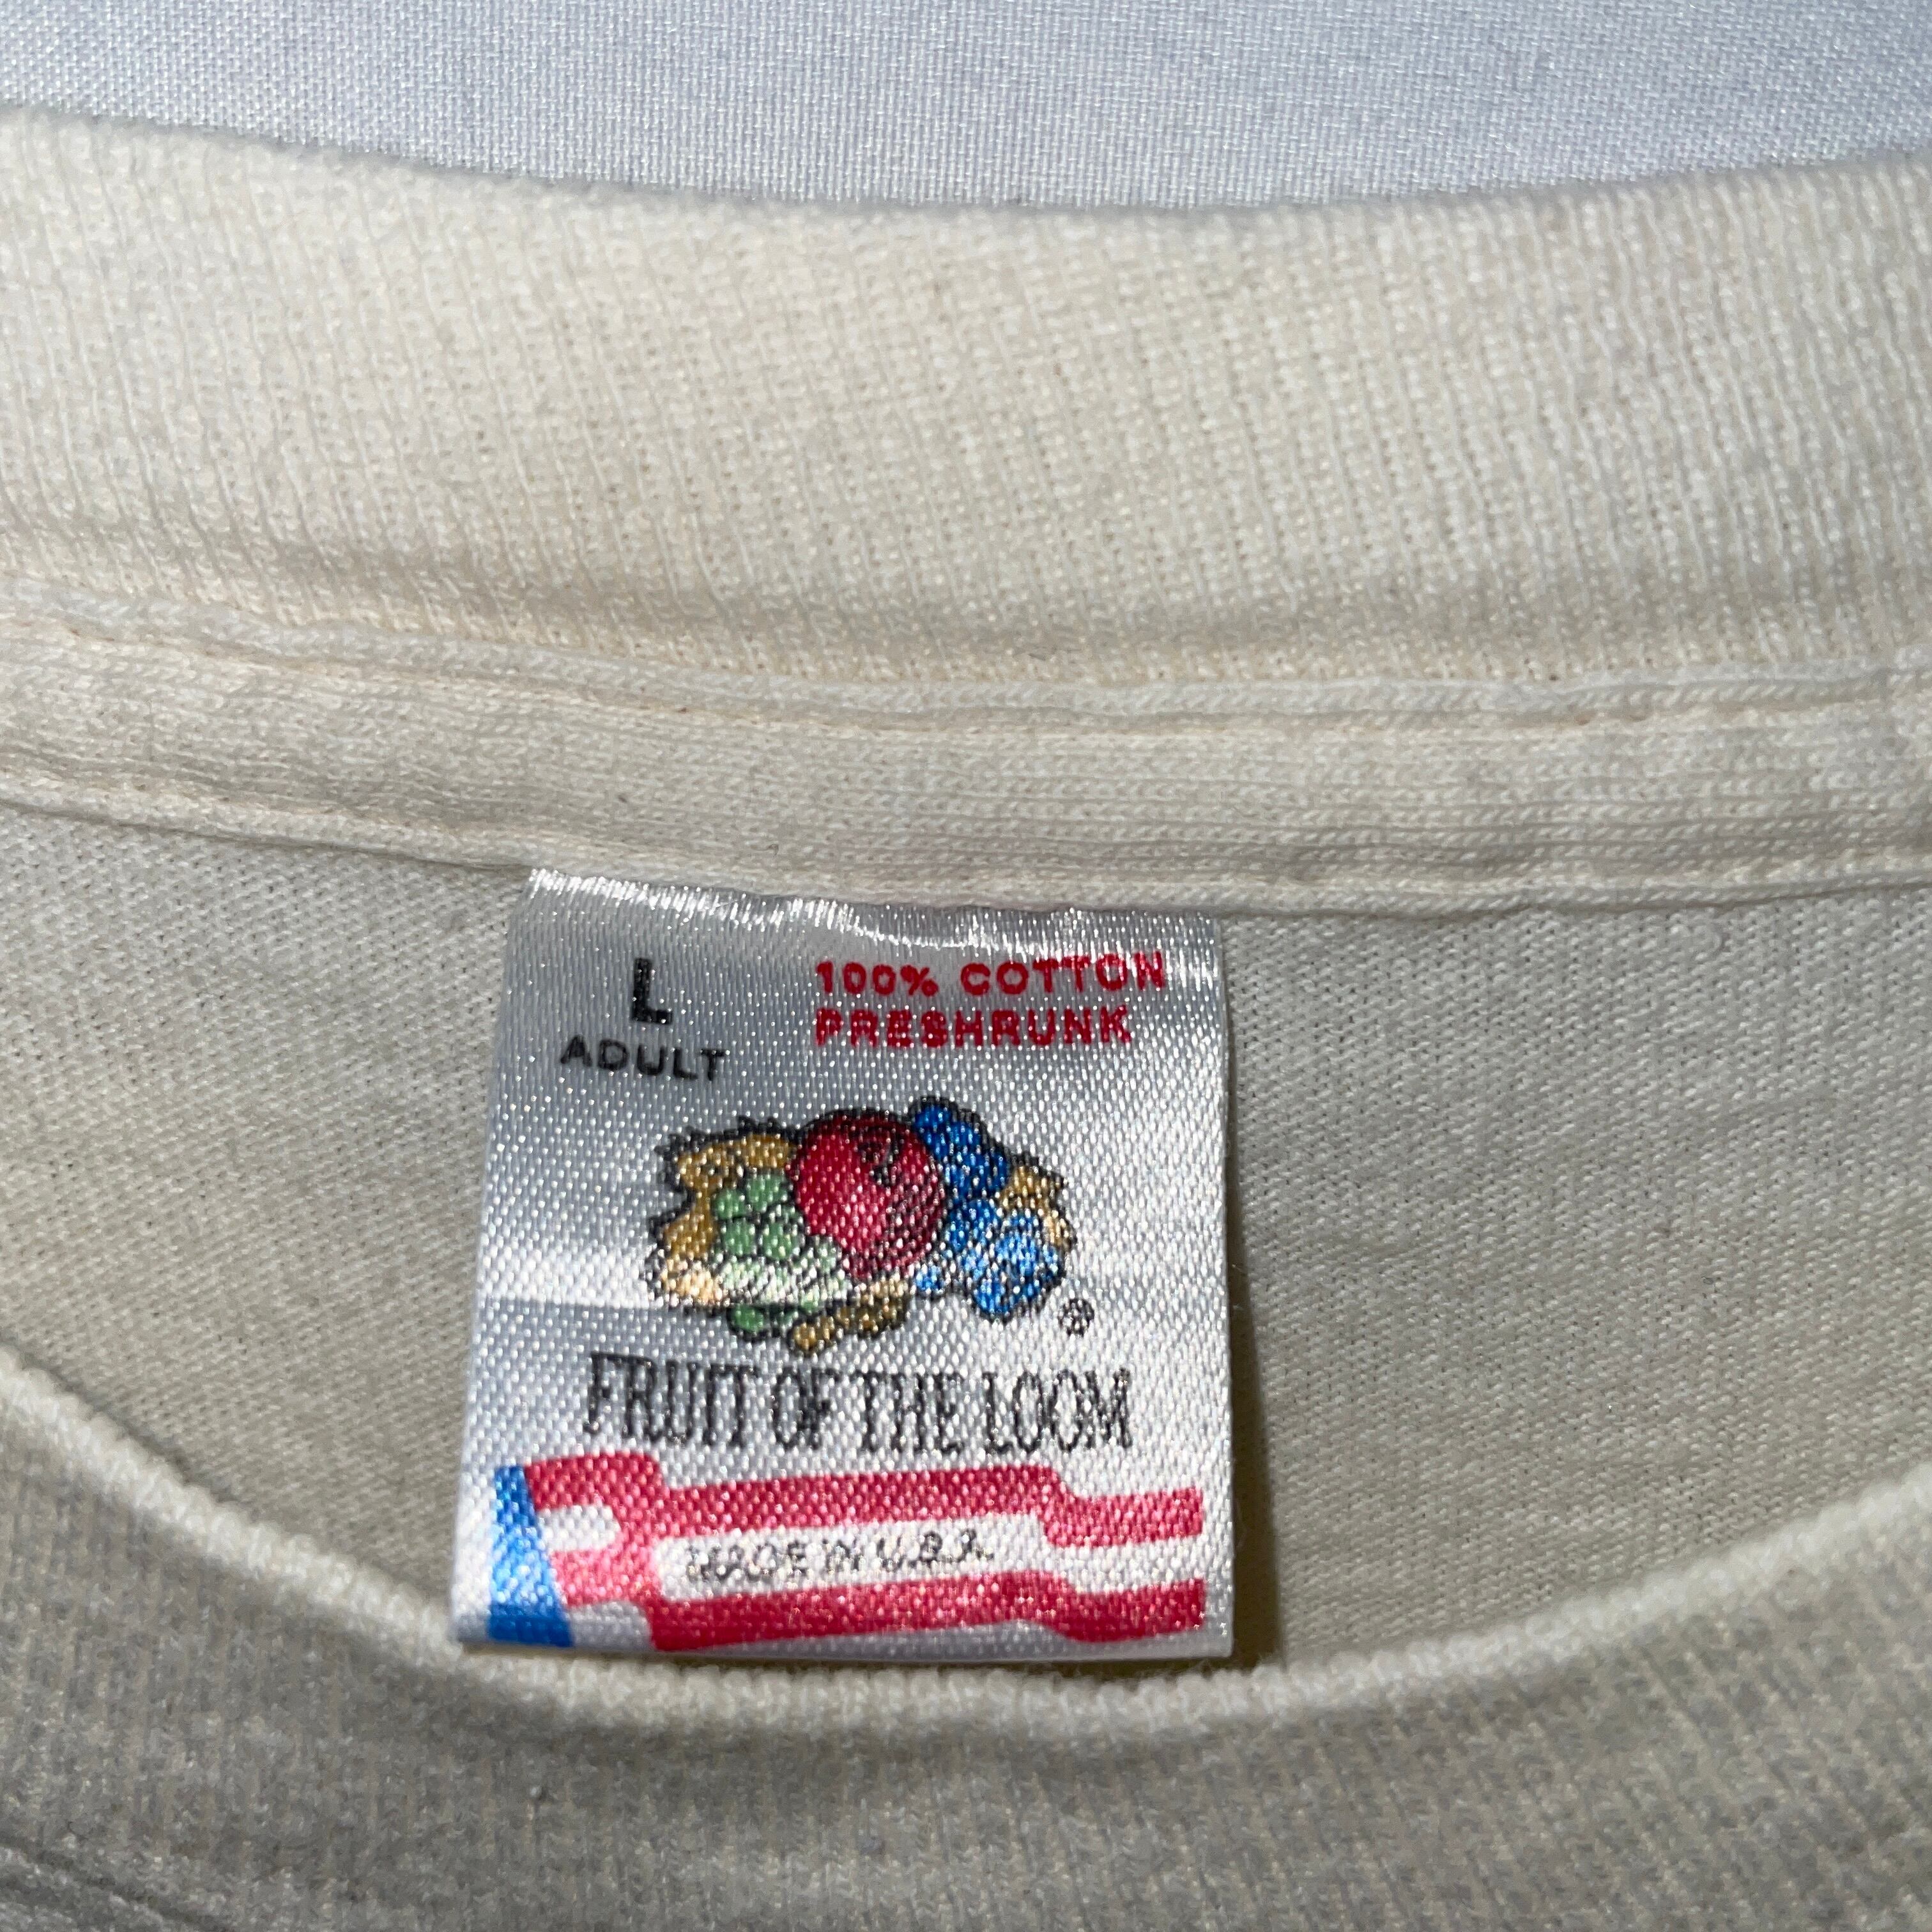 L
ADULT
100% COTTON
PRESHRUNK
®
FRUIT OF THE LOOM
MADE IN U.S.A.